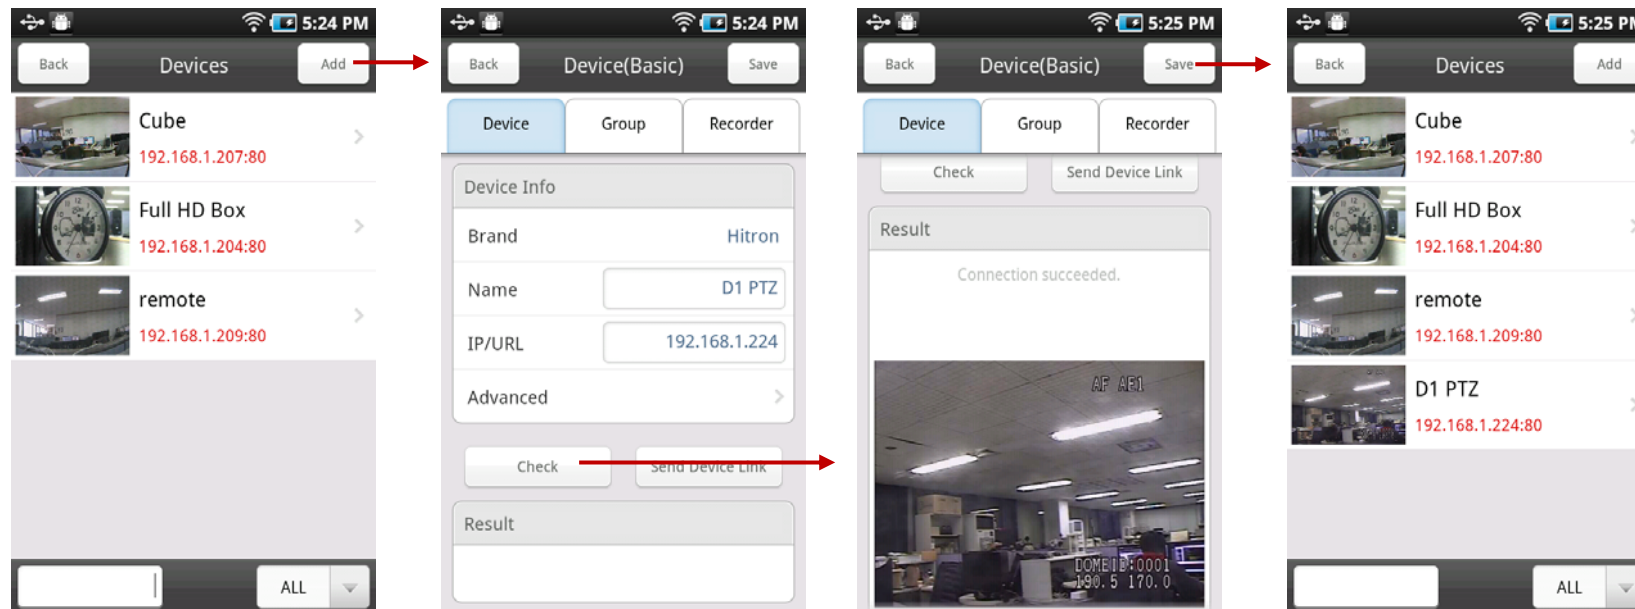 5:24 PM
Back
Devices
Add
Cube
192.168.1.207:80
Full HD Box
192.168.1.204:80
remote
192.168.1.209:80
ALL
5:24 PM
Back
Device(Basic)
Save
Device
Group
Recorder
Device Info
Brand
Hitron
Name
D1 PTZ
IP/URL
192.168.1.224
Advanced
Check
Send Device Link
Result
5:25 PM
Back
Device(Basic)
Save
Device
Group
Recorder
Check
Send Device Link
Result
Connection succeeded.
AF AE1
DOMEID:0001
190.5 170.0
5:25 PM
Back
Devices
Add
Cube
192.168.1.207:80
Full HD Box
192.168.1.204:80
remote
192.168.1.209:80
D1 PTZ
192.168.1.224:80
ALL